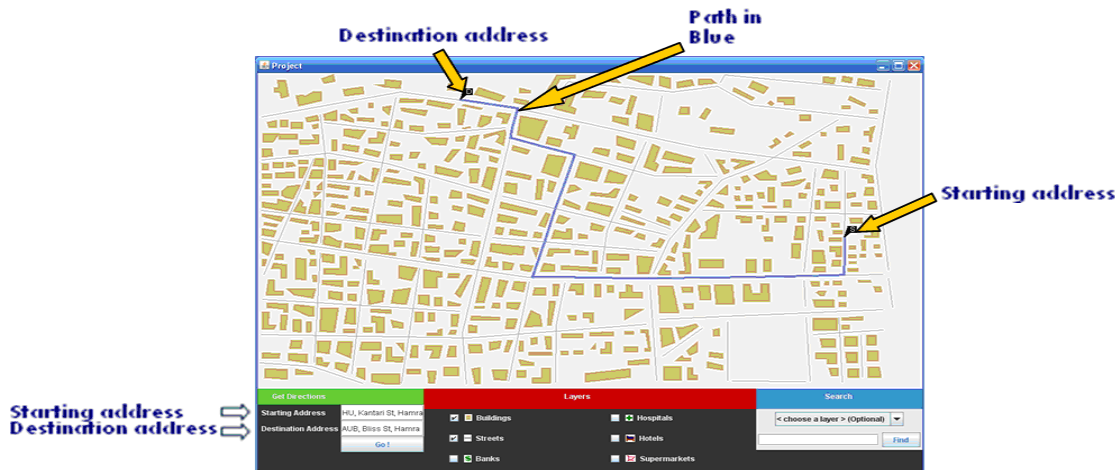 Path in
Blue
Destination address
Project
Starting address
Get Directions
Layers
Search
Starting address
Starting Address
HU, Kantari St, Hamra
Destination address
Destination Address
AUB, Bliss St, Hamra
Go !
Buildings
Hospitals
Streets
Hotels
Banks
Supermarkets
< choose a layer > (Optional)
Find